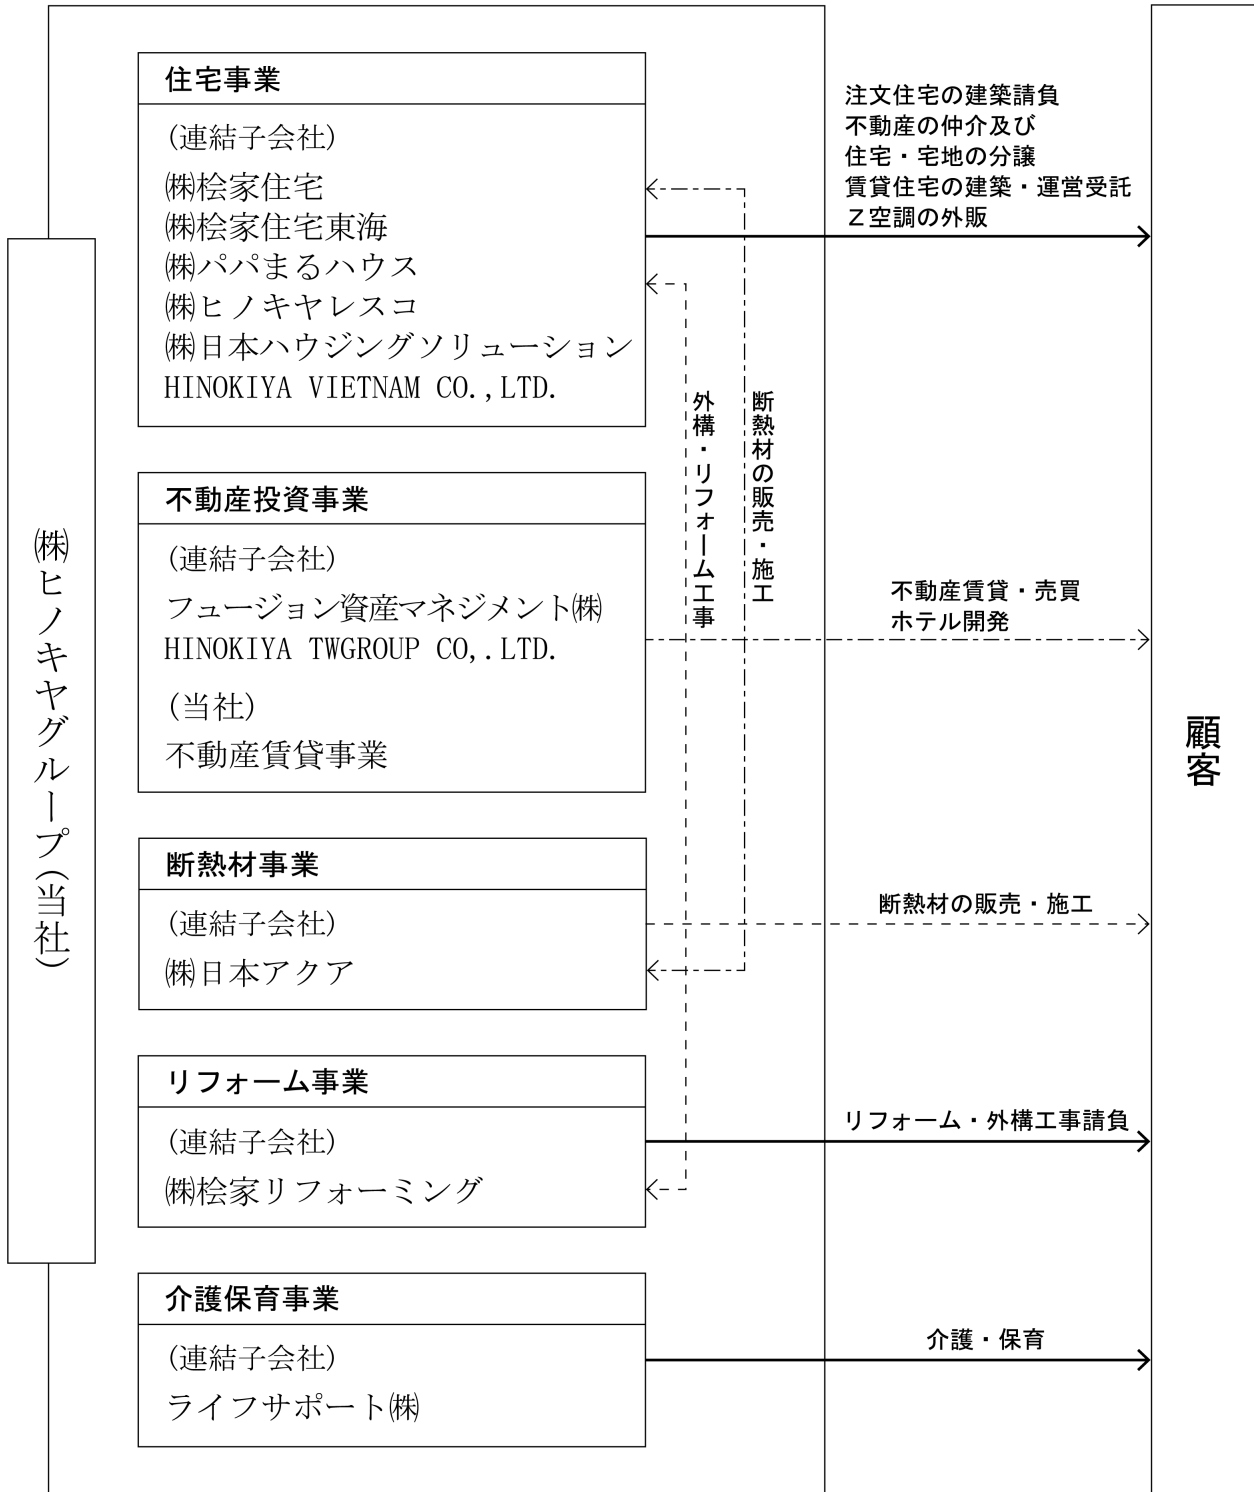 ㈱ヒノキヤグループ(当社)
住宅事業
(連結子会社)
㈱桧家住宅
㈱桧家住宅東海
㈱パパまるハウス
㈱ヒノキヤレスコ
㈱日本ハウジングソリューション
HINOKIYA VIETNAM CO.,LTD.
不動産投資事業
(連結子会社)
フュージョン資産マネジメント㈱
HINOKIYA TWGROUP CO,.LTD.
(当社)
不動産賃貸事業
断熱材事業
(連結子会社)
㈱日本アクア
リフォーム事業
(連結子会社)
㈱桧家リフォーミング
介護保育事業
(連結子会社)
ライフサポート㈱
外構・リフォーム工事
断熱材の販売・施工
注文住宅の建築請負
不動産の仲介及び
住宅・宅地の分譲
賃貸住宅の建築・運営受託
Ｚ空調の外販
不動産賃貸・売買
ホテル開発
断熱材の販売・施工
リフォーム・外構工事請負
介護・保育
顧客